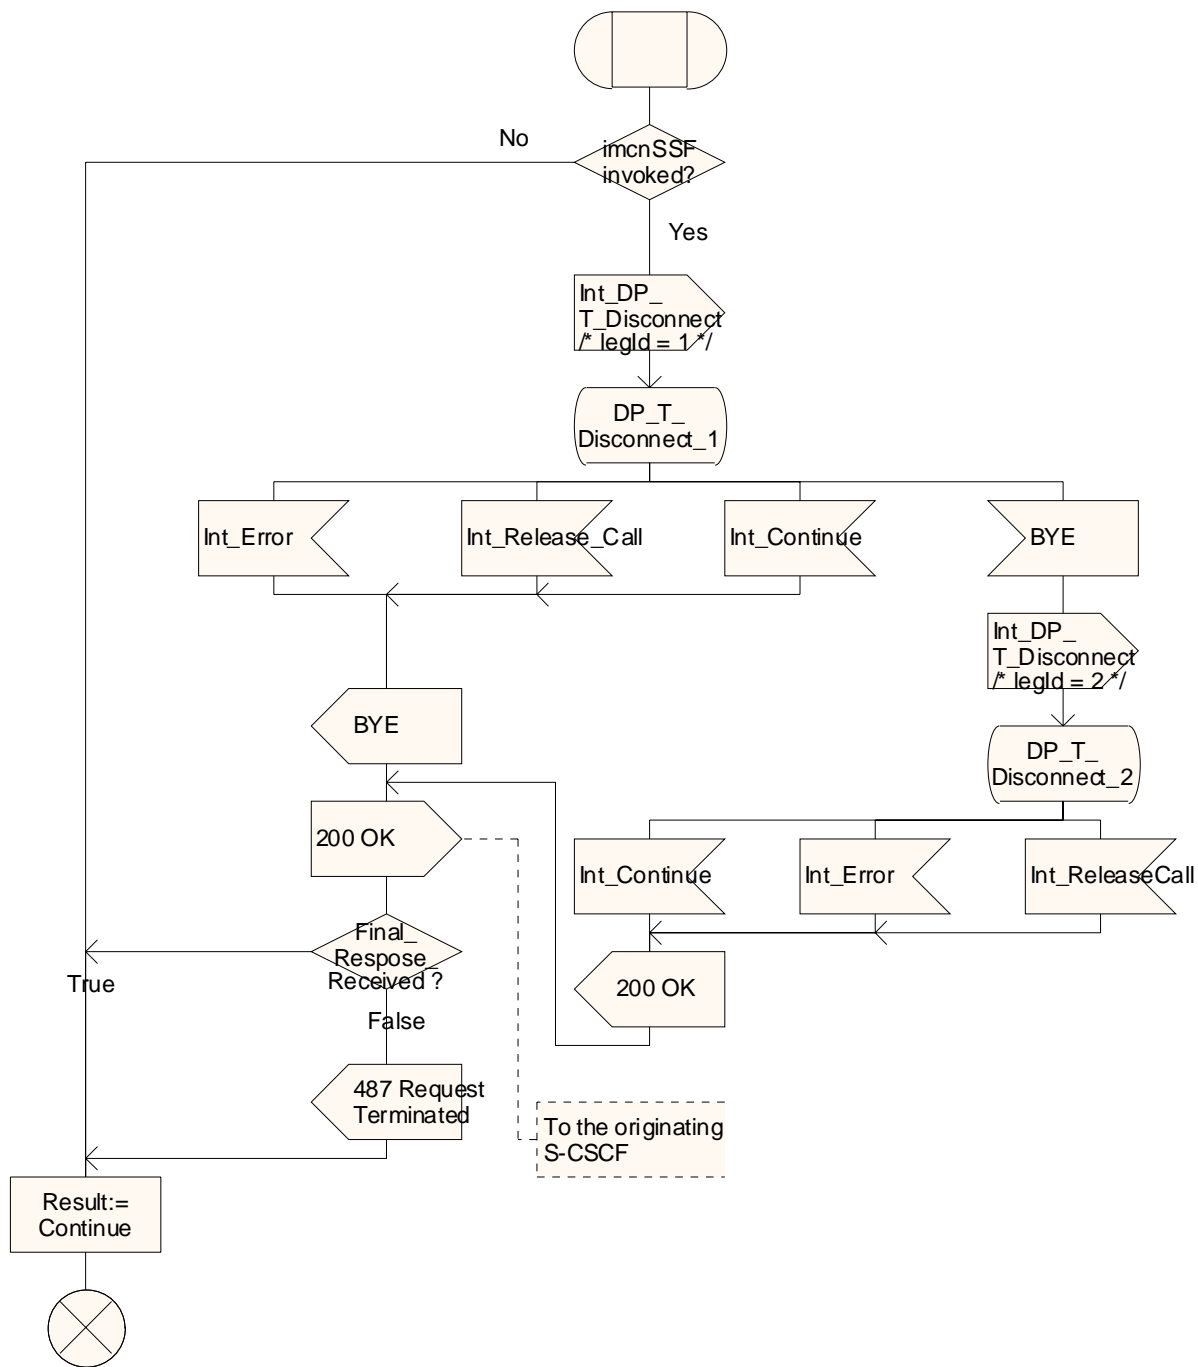 No
imcnSSF
invoked?
Yes
Int_DP_
T_Disconnect
/* legId = 1 */
DP_T_
Disconnect_1
Int_Error
Int_Release_Call
Int_Continue
BYE
Int_DP_
T_Disconnect
/* legId = 2 */
BYE
DP_T_
Disconnect_2
200 OK
Int_Continue
Int_Error
Int_ReleaseCall
Final_
Respose_
Received ?
True
False
200 OK
487 Request
Terminated
To the originating
S-CSCF
Result:=
Continue